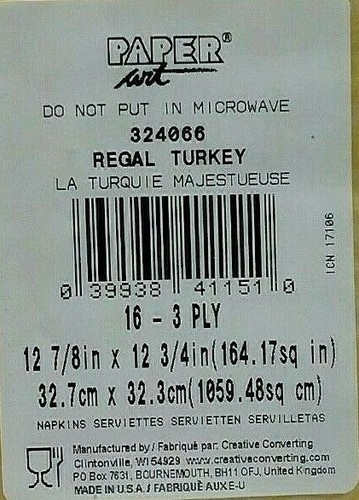 PAPER®
art
DO NOT PUT IN MICROWAVE
324066
REGAL TURKEY
LA TURQUIE MAJESTUEUSE
ICN 17106
0 39938 41151 0
16 - 3 PLY
12 7/8in x 12 3/4in(164.17sq in)
32.7cm x 32.3cm(1059.48sq cm)
NAPKINS SERVIETTES SERVIETTEN SERVILLETAS
Manufactured by / Fabriqué par: Creative Converting
Clintonville, WI 54929 www.creativeconverting.com
PO Box 7631, BOURNEMOUTH, BH11 OFJ, United Kingdom
MADE IN U.S.A. / FABRIQUÉ AUX E-U